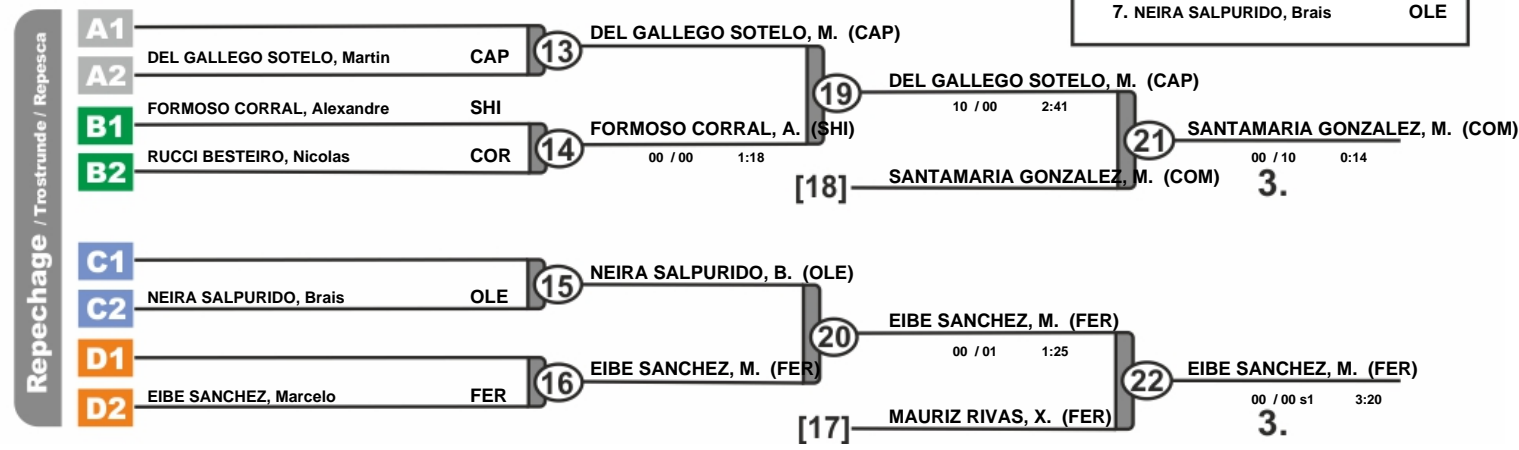 7. NEIRA SALPURIDO, Brais OLE
Repechage / Trostrunde / Repesca
A1
DEL GALLEGO SOTELO, Martin CAP
A2
13
DEL GALLEGO SOTELO, M. (CAP)
B1
FORMOSO CORRAL, Alexandre SHI
B2
RUCCI BESTEIRO, Nicolas COR
14
FORMOSO CORRAL, A. (SHI)
00 / 00 1:18
19
DEL GALLEGO SOTELO, M. (CAP)
10 / 00 2:41
[18]
SANTAMARIA GONZALEZ, M. (COM)
21
SANTAMARIA GONZALEZ, M. (COM)
00 / 10 0:14
3.
C1
C2
NEIRA SALPURIDO, Brais OLE
15
NEIRA SALPURIDO, B. (OLE)
D1
D2
EIBE SANCHEZ, Marcelo FER
16
EIBE SANCHEZ, M. (FER)
20
EIBE SANCHEZ, M. (FER)
00 / 01 1:25
[17]
MAURIZ RIVAS, X. (FER)
22
EIBE SANCHEZ, M. (FER)
00 / 00 s1 3:20
3.